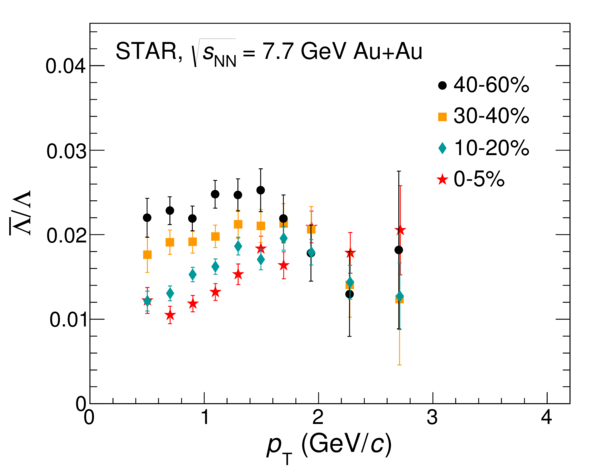 STAR, √sNN = 7.7 GeV Au+Au
40-60%
30-40%
10-20%
0-5%
Λ̅/Λ
0.04
0.03
0.02
0.01
0
0 1 2 3 4
pT (GeV/c)